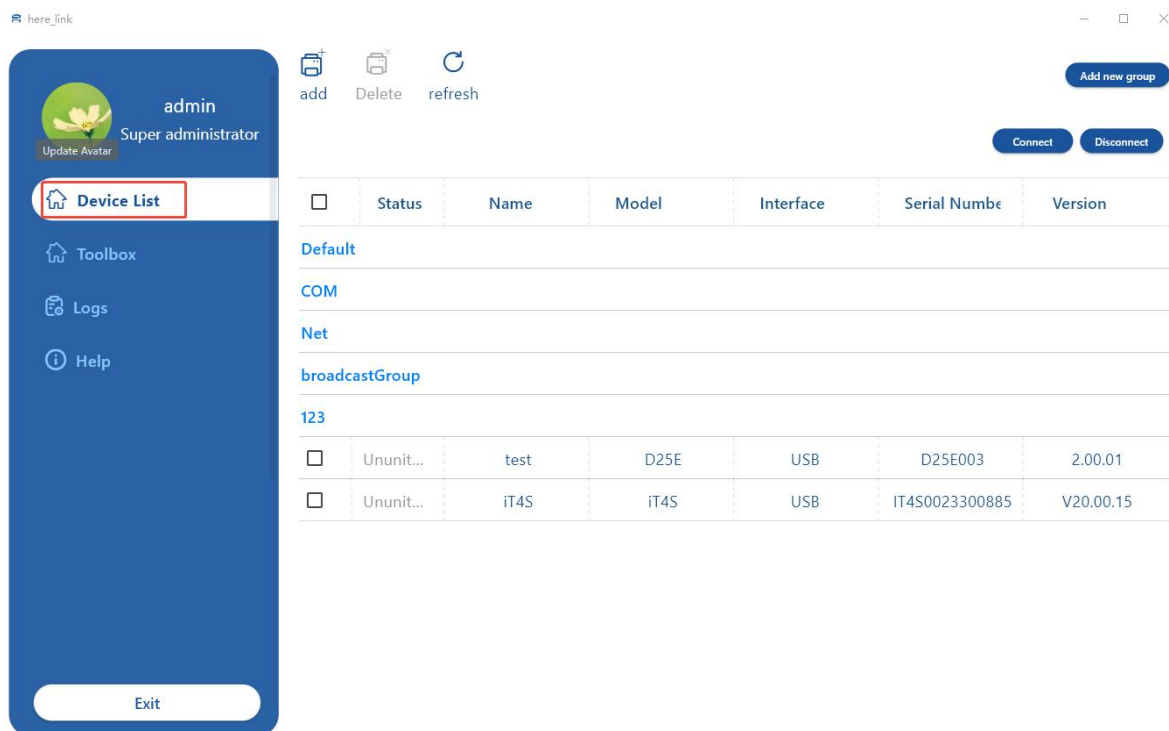 here_link
add Delete refresh
Add new group
admin
Super administrator
Update Avatar
Connect Disconnect
Device List
Status Name Model Interface Serial Numbe Version
Toolbox
Default
COM
Logs
Net
Help
broadcastGroup
123
Ununit... test D25E USB D25E003 2.00.01
Ununit... iT4S iT4S USB IT4S0023300885 V20.00.15
Exit